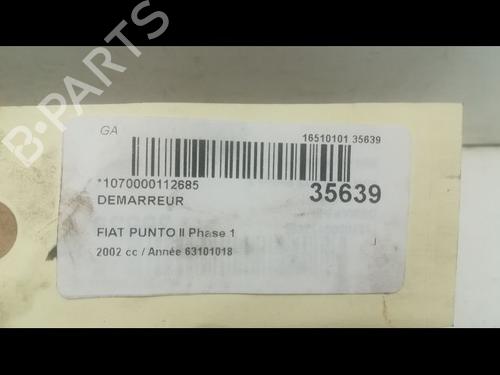 GA
16510101 35639
*1070000112685
35639
DEMARREUR
FIAT PUNTO II Phase 1
2002 cc / Année 63101018
B-PARTS